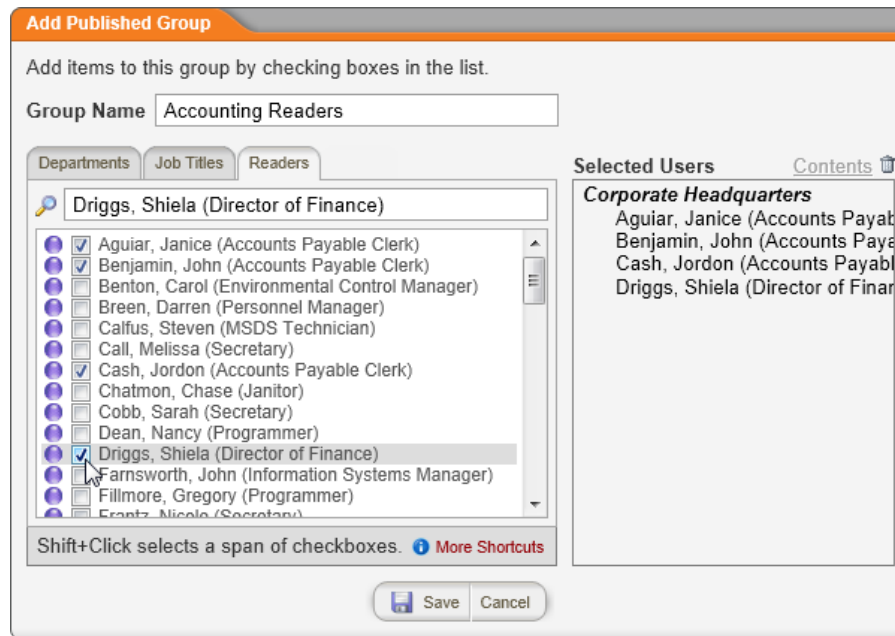 Add Published Group
Add items to this group by checking boxes in the list.
Group Name Accounting Readers
Departments Job Titles Readers
Driggs, Shiela (Director of Finance)
Aguiar, Janice (Accounts Payable Clerk)
Benjamin, John (Accounts Payable Clerk)
Benton, Carol (Environmental Control Manager)
Breen, Darren (Personnel Manager)
Calfus, Steven (MSDS Technician)
Call, Melissa (Secretary)
Cash, Jordon (Accounts Payable Clerk)
Chatmon, Chase (Janitor)
Cobb, Sarah (Secretary)
Dean, Nancy (Programmer)
Driggs, Shiela (Director of Finance)
Farnsworth, John (Information Systems Manager)
Fillmore, Gregory (Programmer)
Frantz, Nicole (Secretary)
Shift+Click selects a span of checkboxes. More Shortcuts
Selected Users Contents
Corporate Headquarters
Aguiar, Janice (Accounts Payab
Benjamin, John (Accounts Paya
Cash, Jordon (Accounts Payabl
Driggs, Shiela (Director of Finan
Save Cancel